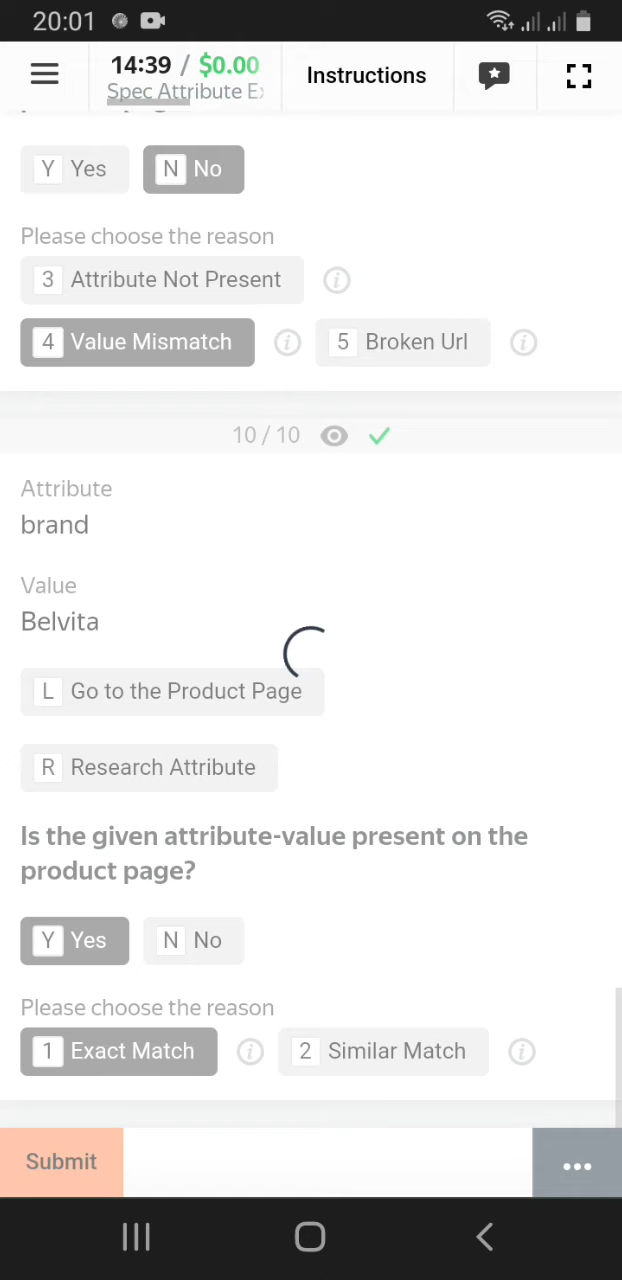 20:01
14:39 / $0.00
Spec Attribute E
Instructions
Y Yes
N No
Please choose the reason
3 Attribute Not Present
4 Value Mismatch
5 Broken Url
10 / 10
Attribute
brand
Value
Belvita
L Go to the Product Page
R Research Attribute
Is the given attribute-value present on the
product page?
Y Yes
N No
Please choose the reason
1 Exact Match
2 Similar Match
Submit